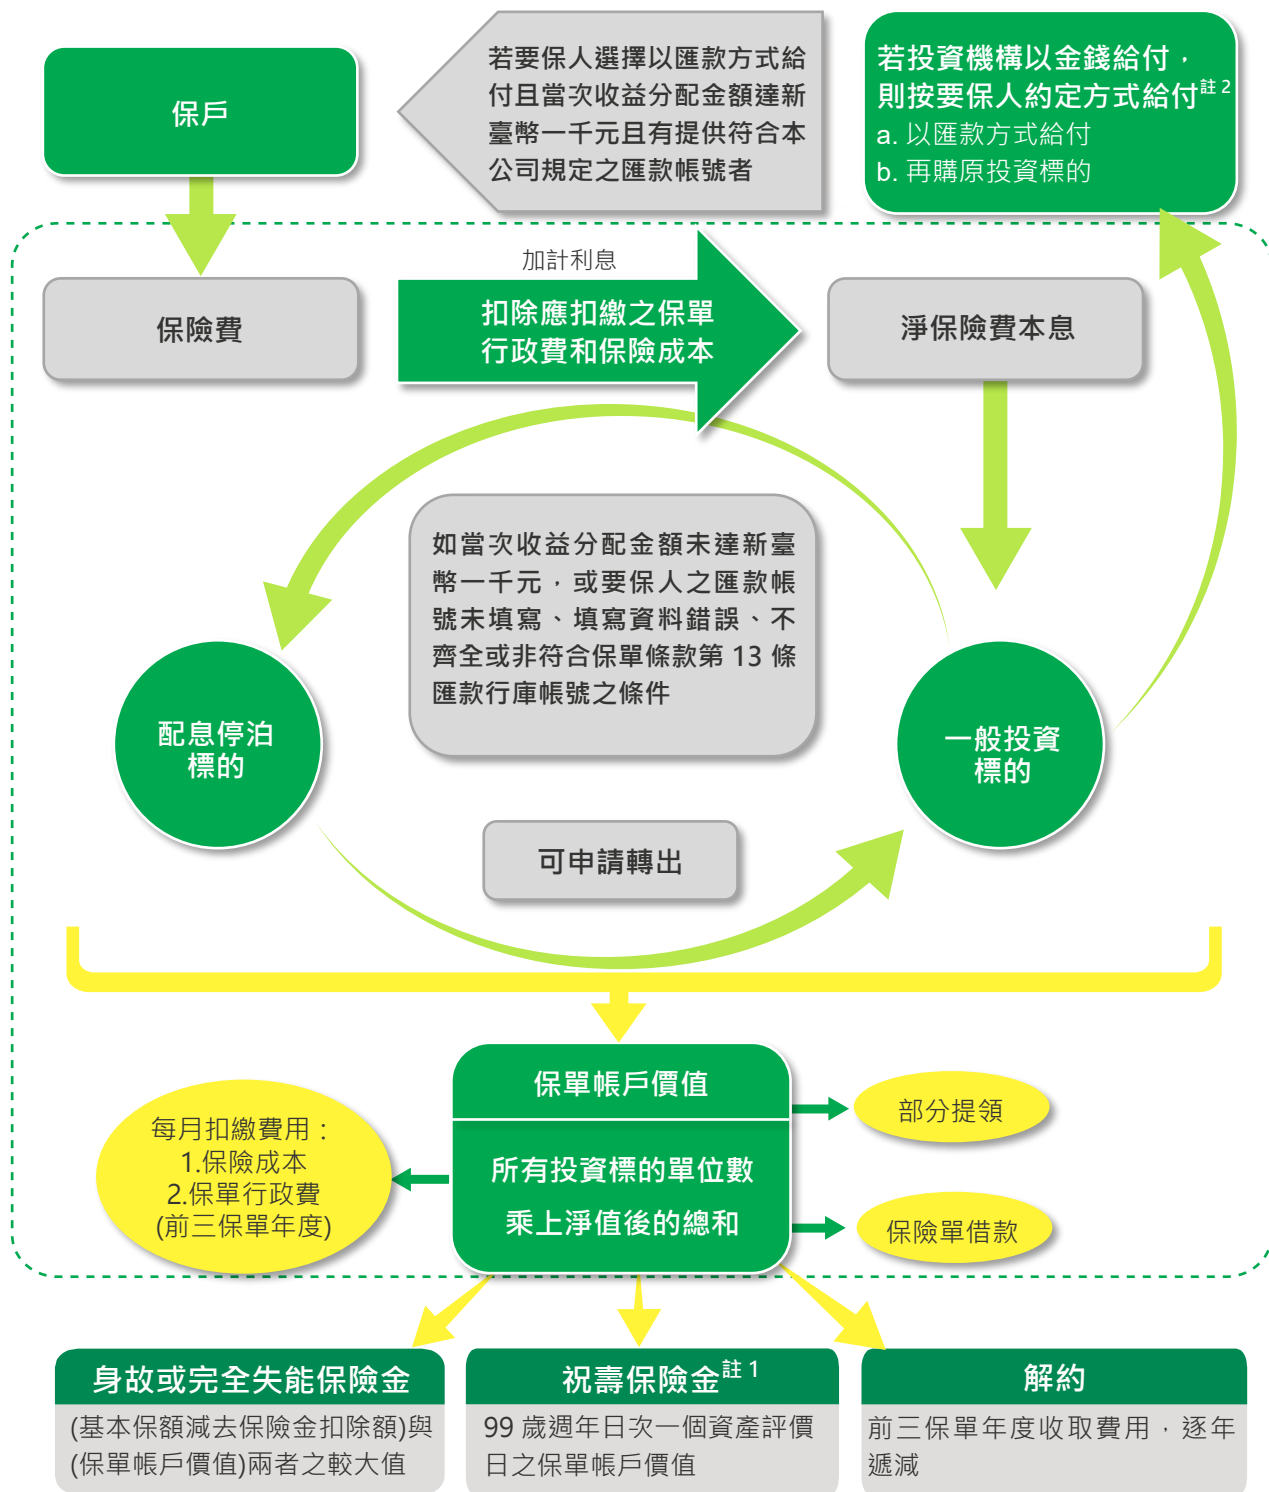 保戶
若要保人選擇以匯款方式給
付且當次收益分配金額達新
臺幣一千元且有提供符合本
公司規定之匯款帳號者
若投資機構以金錢給付，
則按要保人約定方式給付註2
a. 以匯款方式給付
b. 再購原投資標的
保險費
加計利息
扣除應扣繳之保單
行政費和保險成本
淨保險費本息
如當次收益分配金額未達新臺
幣一千元，或要保人之匯款帳
號未填寫、填寫資料錯誤、不
齊全或非符合保單條款第 13 條
匯款行庫帳號之條件
配息停泊
標的
一般投資
標的
可申請轉出
保單帳戶價值
所有投資標的單位數
乘上淨值後的總和
每月扣繳費用：
1.保險成本
2.保單行政費
(前三保單年度)
部分提領
保險單借款
身故或完全失能保險金
(基本保額減去保險金扣除額)與
(保單帳戶價值)兩者之較大值
祝壽保險金註1
99 歲週年日次一個資產評價
日之保單帳戶價值
解約
前三保單年度收取費用，逐年
遞減